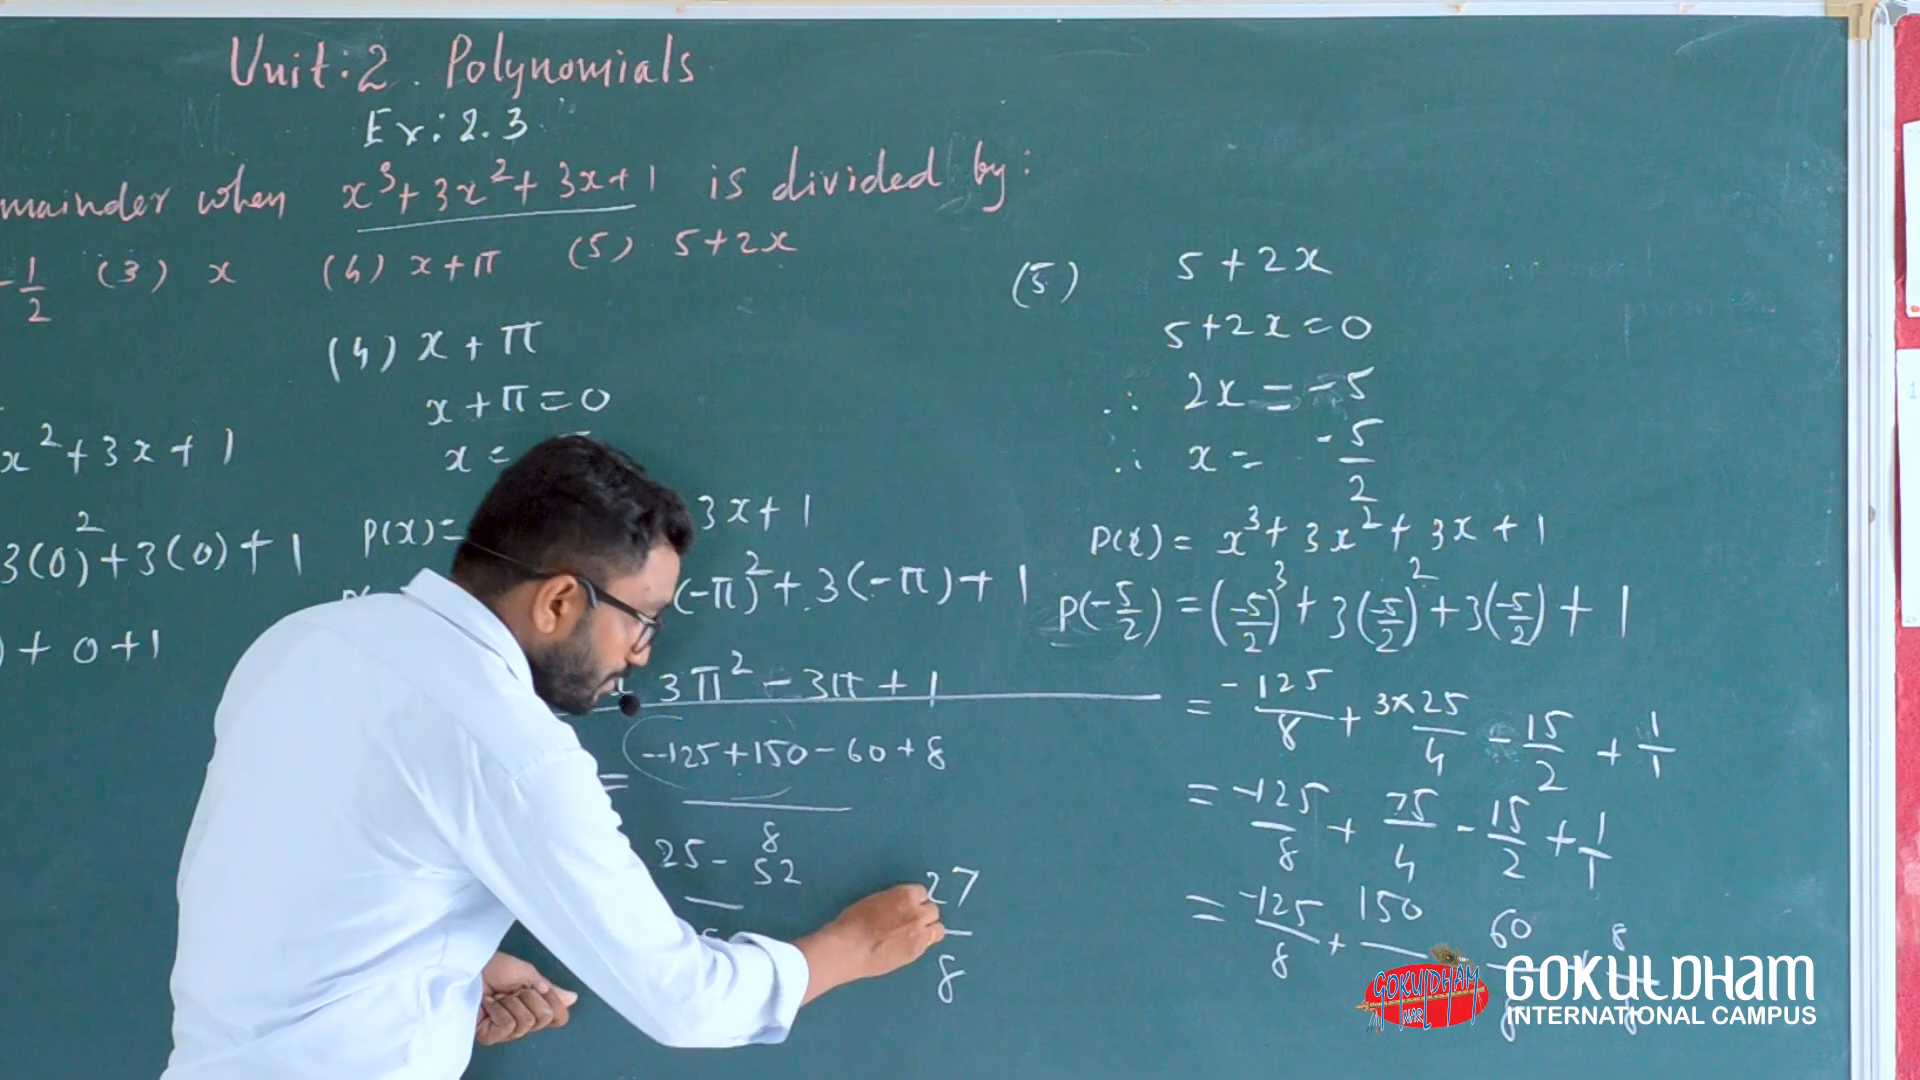 Unit:2. Polynomials
Ex:2.3
mainder when x³+3x²+3x+1 is divided by:
-1/2 (3) x (4) x+π (5) 5+2x
x²+3x+1
3(0)²+3(0)+1
)+0+1
(4) x+π
x+π=0
x=
P(x)= 3x+1
(-π)²+3(-π)+1
3π²-3π+1
= -125+150-60+8
8
25-52
27/8
(5) 5+2x
5+2x=0
∴ 2x=-5
∴ x= -5/2
P(x)= x³+3x²+3x+1
P(-5/2)=(-5/2)³+3(-5/2)²+3(-5/2)+1
= -125/8+3×25/4-15/2+1/1
= -125/8+75/4-15/2+1/1
= -125/8+150 60 8
GOKULDHAM NAR
GOKULDHAM
INTERNATIONAL CAMPUS